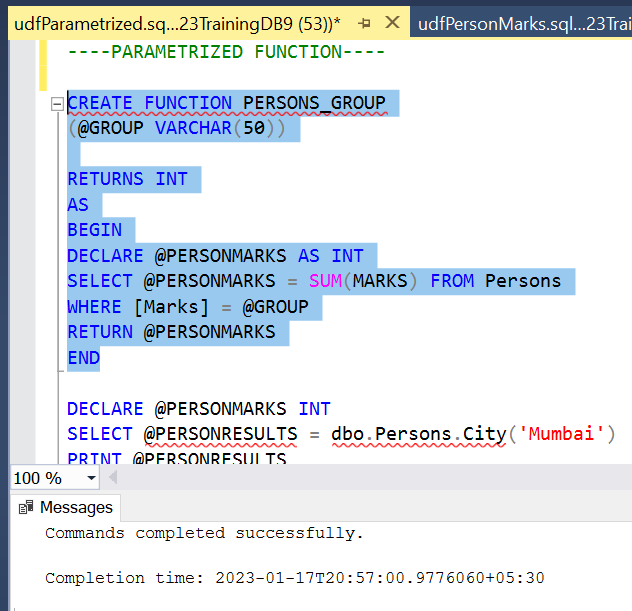 udfParametrized.sq...23TrainingDB9 (53))*
udfPersonMarks.sql...23Trai
----PARAMETRIZED FUNCTION----
CREATE FUNCTION PERSONS_GROUP
(@GROUP VARCHAR(50))
RETURNS INT
AS
BEGIN
DECLARE @PERSONMARKS AS INT
SELECT @PERSONMARKS = SUM(MARKS) FROM Persons
WHERE [Marks] = @GROUP
RETURN @PERSONMARKS
END
DECLARE @PERSONMARKS INT
SELECT @PERSONRESULTS = dbo.Persons.City('Mumbai')
PRINT @PERSONRESULTS
100 %
Messages
Commands completed successfully.
Completion time: 2023-01-17T20:57:00.9776060+05:30